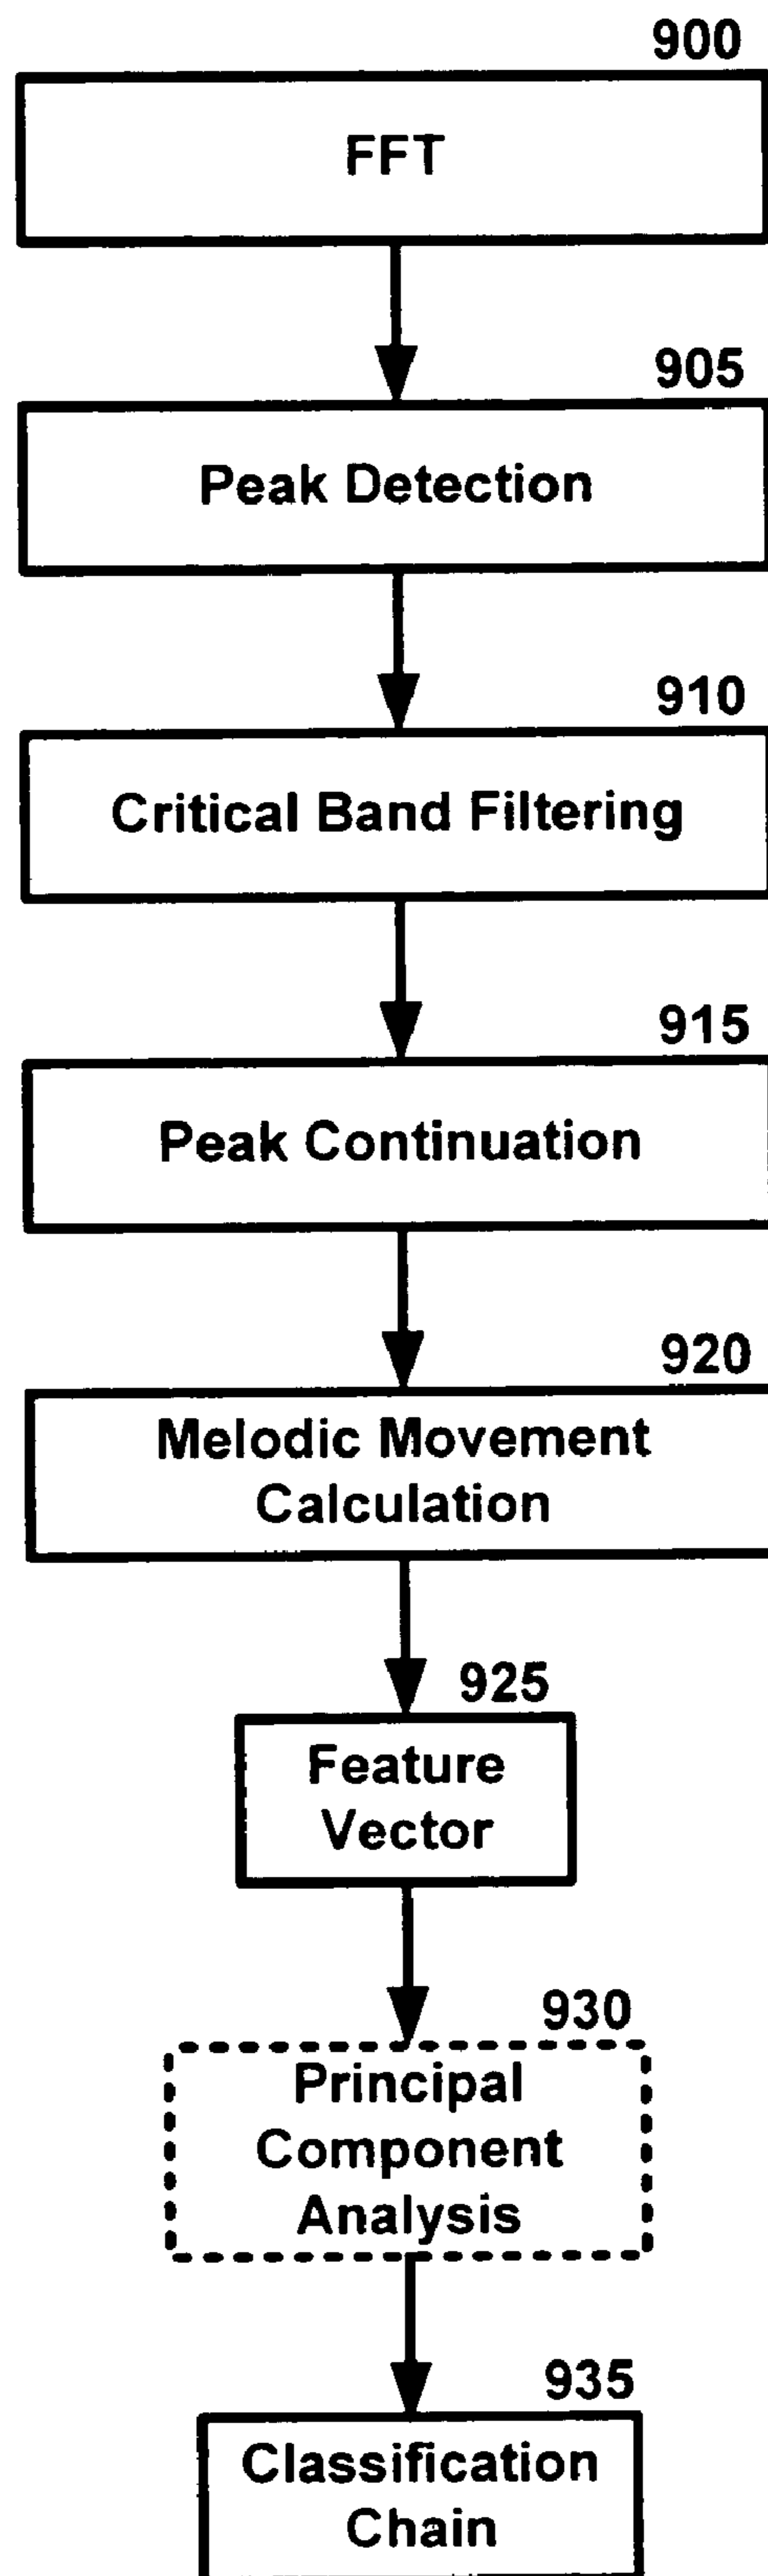 900
FFT
905
Peak Detection
910
Critical Band Filtering
915
Peak Continuation
920
Melodic Movement
Calculation
925
Feature
Vector
930
Principal
Component
Analysis
935
Classification
Chain